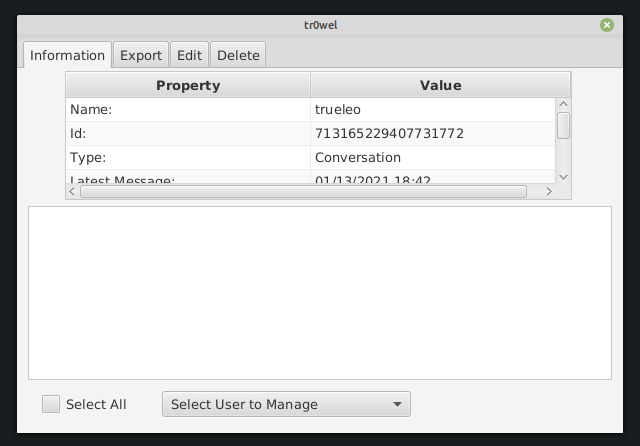 tr0wel
Information Export Edit Delete
Property Value
Name: trueleo
Id: 713165229407731772
Type: Conversation
Latest Message: 01/13/2021 18:42
Select All Select User to Manage